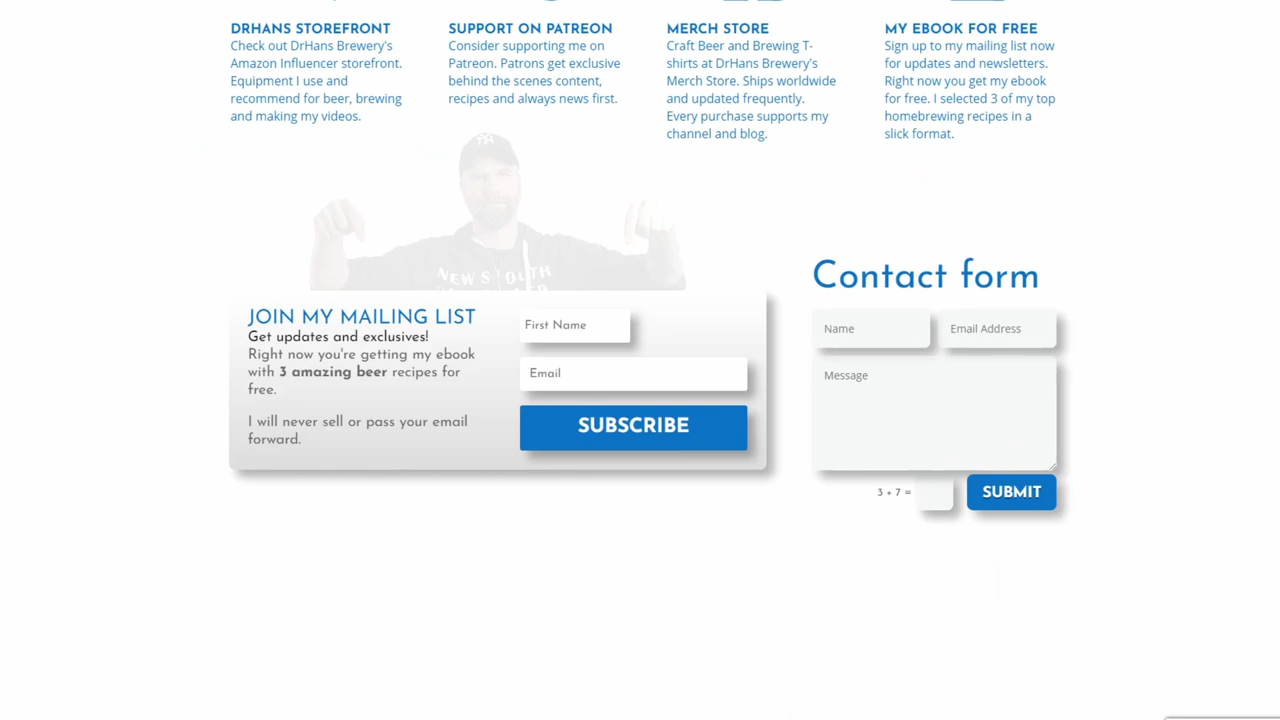 DRHANS STOREFRONT
Check out DrHans Brewery's
Amazon Influencer storefront.
Equipment I use and
recommend for beer, brewing
and making my videos.
SUPPORT ON PATREON
Consider supporting me on
Patreon. Patrons get exclusive
behind the scenes content,
recipes and always news first.
MERCH STORE
Craft Beer and Brewing T-
shirts at DrHans Brewery's
Merch Store. Ships worldwide
and updated frequently.
Every purchase supports my
channel and blog.
MY EBOOK FOR FREE
Sign up to my mailing list now
for updates and newsletters.
Right now you get my ebook
for free. I selected 3 of my top
homebrewing recipes in a
slick format.
JOIN MY MAILING LIST
Get updates and exclusives!
Right now you're getting my ebook
with 3 amazing beer recipes for
free.
I will never sell or pass your email
forward.
First Name
Email
SUBSCRIBE
Contact form
Name
Email Address
Message
3 + 7 =
SUBMIT